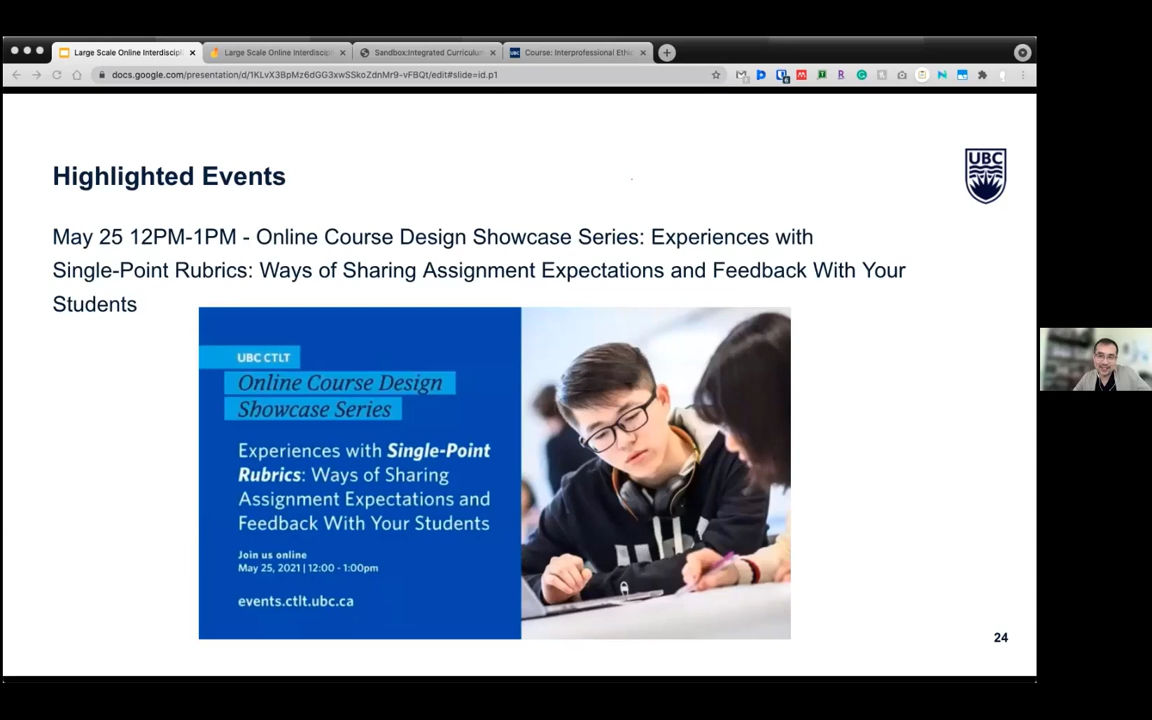 Large Scale Online Interdiscipli
Large Scale Online Interdiscipl
Sandbox:Integrated Curriculum
Course: Interprofessional Ethi
docs.google.com/presentation/d/1KLvX3BpMz6dGG3xwSSkoZdnMr9-vFBQt/edit#slide=id.p1
Highlighted Events
UBC
May 25 12PM-1PM - Online Course Design Showcase Series: Experiences with
Single-Point Rubrics: Ways of Sharing Assignment Expectations and Feedback With Your
Students
UBC CTLT
Online Course Design
Showcase Series
Experiences with Single-Point
Rubrics: Ways of Sharing
Assignment Expectations and
Feedback With Your Students
Join us online
May 25, 2021 | 12:00 - 1:00pm
events.ctlt.ubc.ca
24